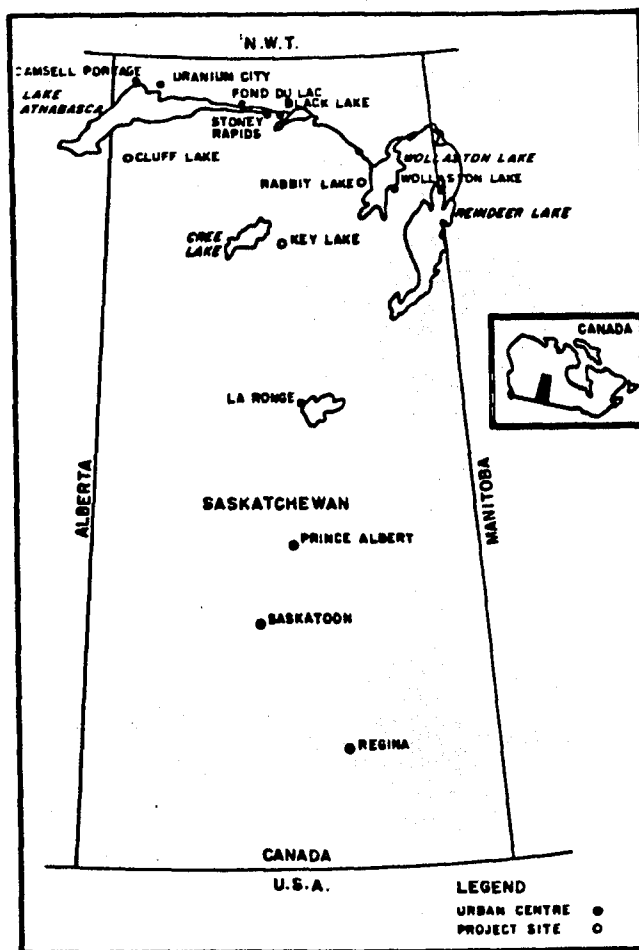 N.W.T.
CAMSELL PORTAGE
URANIUM CITY
LAKE
ATHABASCA
FOND DU LAC
BLACK LAKE
STONEY
RAPIDS
CLUFF LAKE
WOLLASTON LAKE
RABBIT LAKE
WOLLASTON LAKE
REINDEER LAKE
CREE
LAKE
KEY LAKE
CANADA
LA RONGE
ALBERTA
SASKATCHEWAN
MANITOBA
PRINCE ALBERT
SASKATOON
REGINA
CANADA
U.S.A.
LEGEND
URBAN CENTRE
PROJECT SITE